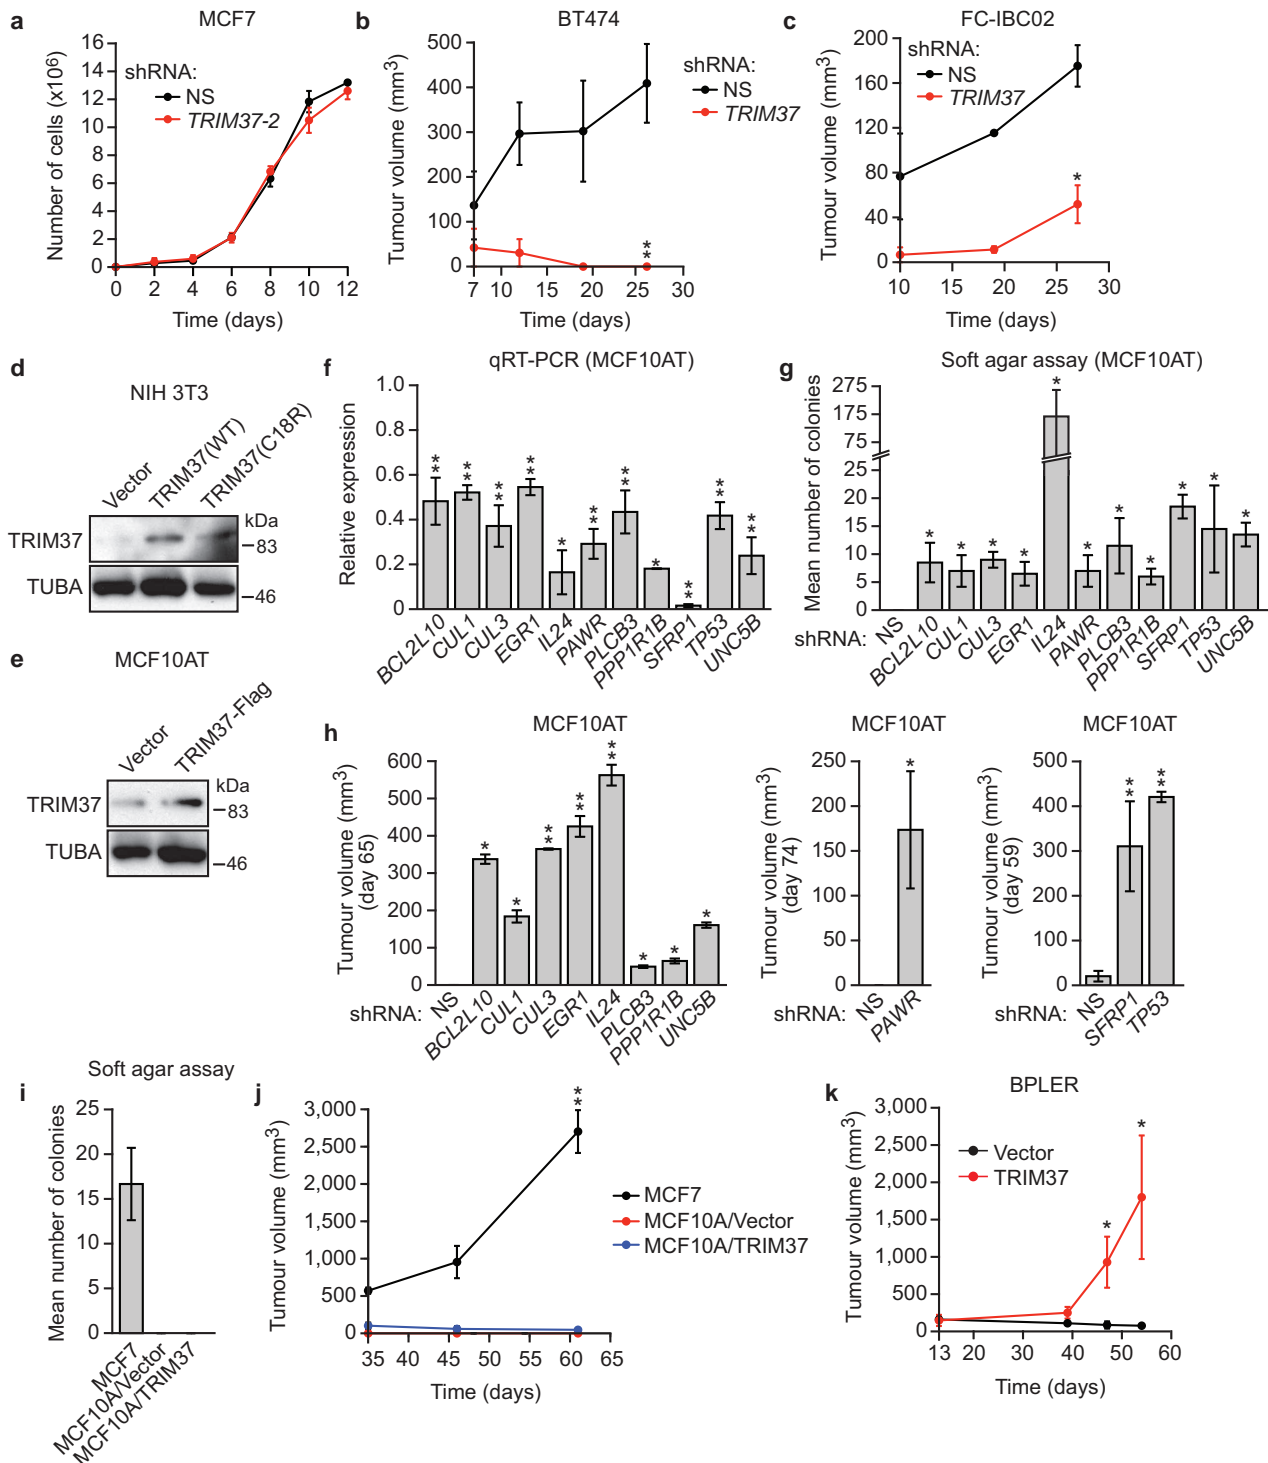 a
MCF7
Number of cells (x10⁶)
16
14
12
10
8
6
4
2
0
shRNA:
NS
TRIM37-2
0 2 4 6 8 10 12
Time (days)
b
BT474
Tumour volume (mm³)
500
400
300
200
100
0
shRNA:
NS
TRIM37
**
7 10 15 20 25 30
Time (days)
c
FC-IBC02
Tumour volume (mm³)
200
160
120
80
40
0
shRNA:
NS
TRIM37
*
10 15 20 25 30
Time (days)
d
NIH 3T3
Vector
TRIM37(WT)
TRIM37(C18R)
kDa
TRIM37
83
TUBA
46
e
MCF10AT
Vector
TRIM37-Flag
kDa
TRIM37
83
TUBA
46
f
qRT-PCR (MCF10AT)
Relative expression
1.0
0.8
0.6
0.4
0.2
0
** ** ** ** * ** ** * ** ** **
BCL2L10
CUL1
CUL3
EGR1
IL24
PAWR
PLCB3
PPP1R1B
SFRP1
TP53
UNC5B
g
Soft agar assay (MCF10AT)
Mean number of colonies
275
175
75
25
20
15
10
5
0
* * * * * * * * * * *
shRNA:
NS
BCL2L10
CUL1
CUL3
EGR1
IL24
PAWR
PLCB3
PPP1R1B
SFRP1
TP53
UNC5B
h
MCF10AT
Tumour volume (mm³)
(day 65)
600
500
400
300
200
100
0
* * ** ** ** * * *
shRNA:
NS
BCL2L10
CUL1
CUL3
EGR1
IL24
PLCB3
PPP1R1B
UNC5B
MCF10AT
Tumour volume (mm³)
(day 74)
250
200
150
100
50
0
*
shRNA:
NS
PAWR
MCF10AT
Tumour volume (mm³)
(day 59)
500
400
300
200
100
0
** **
shRNA:
NS
SFRP1
TP53
i
Soft agar assay
Mean number of colonies
25
20
15
10
5
0
MCF7
MCF10A/Vector
MCF10A/TRIM37
j
Tumour volume (mm³)
3,000
2,500
2,000
1,500
1,000
500
0
**
MCF7
MCF10A/Vector
MCF10A/TRIM37
35 40 45 50 55 60 65
Time (days)
k
BPLER
Tumour volume (mm³)
3,000
2,500
2,000
1,500
1,000
500
0
Vector
TRIM37
* *
13 20 30 40 50 60
Time (days)